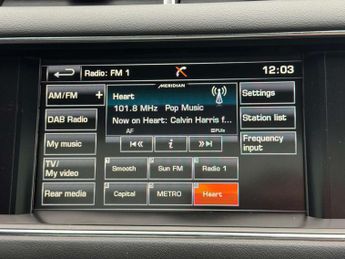 Radio: FM 1
12:03
AM/FM +
DAB Radio
My music
TV/
My video
Rear media
Heart
MERIDIAN
101.8 MHz Pop Music
Now on Heart: Calvin Harris f...
AF
Settings
Station list
Frequency
input
i
Smooth
Sun FM
Radio 1
Capital
METRO
Heart